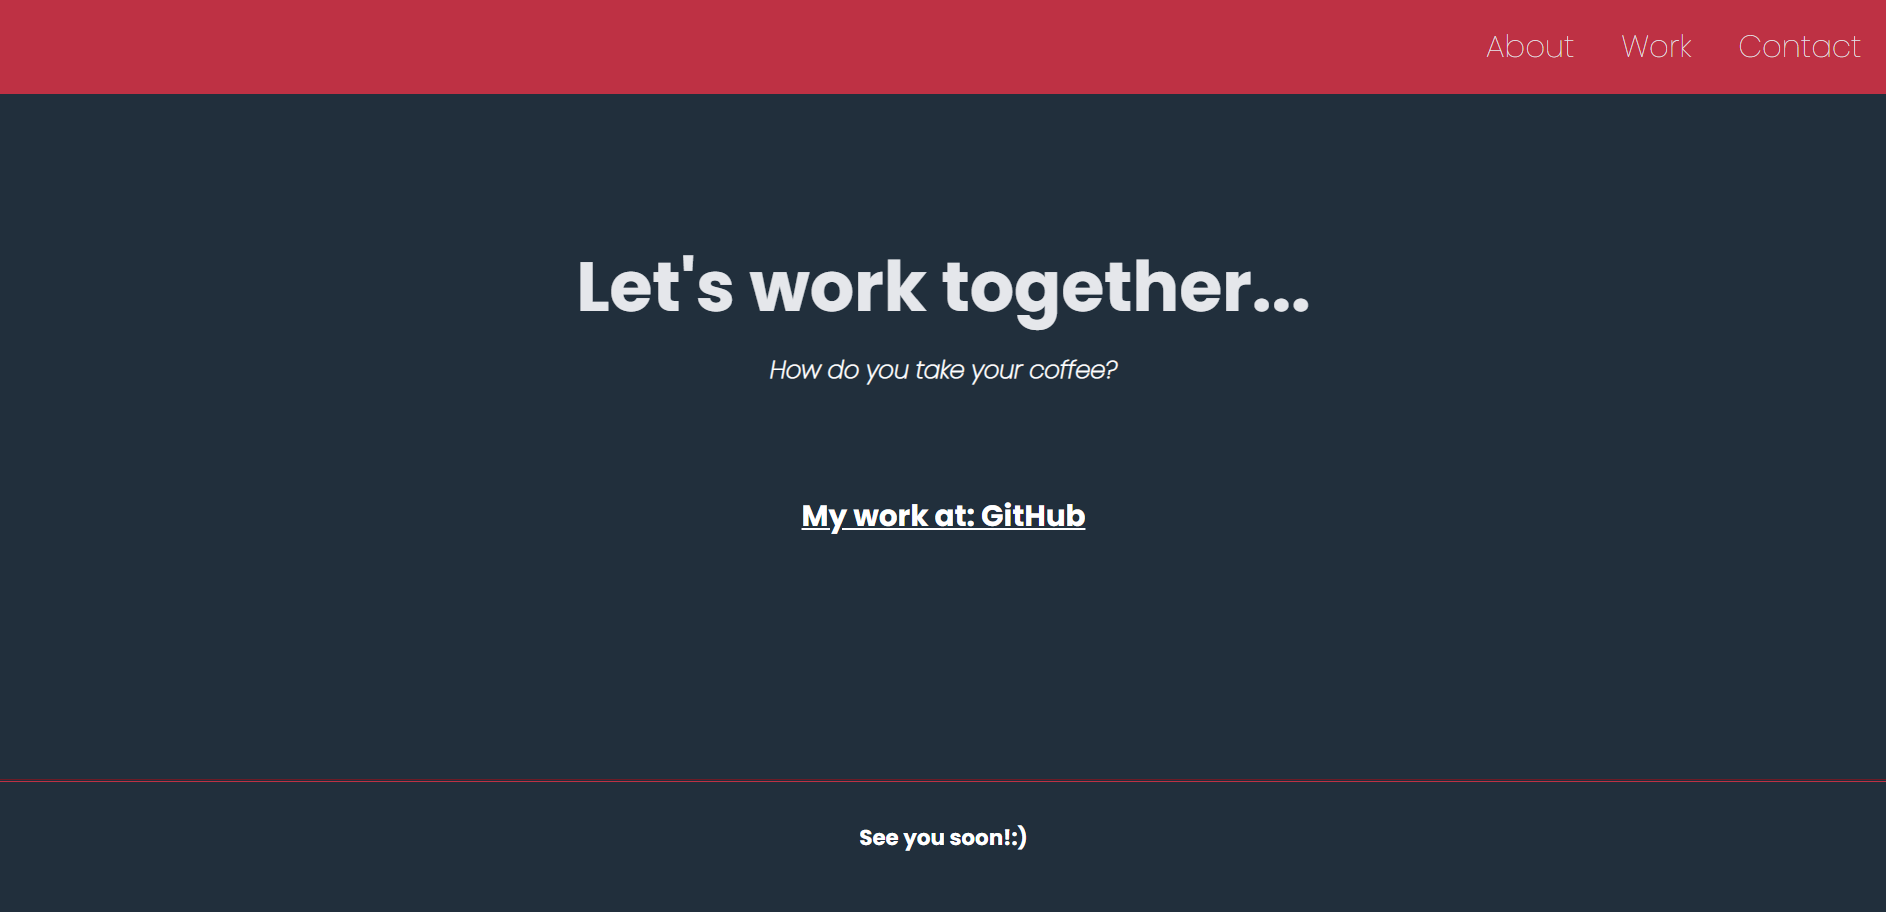 About Work Contact
Let's work together...
How do you take your coffee?
My work at: GitHub
See you soon!:)